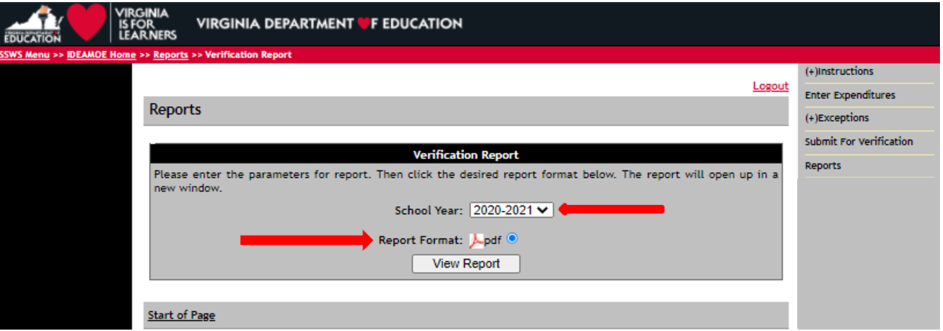 EDUCATION
VIRGINIA
IS FOR
LEARNERS
VIRGINIA DEPARTMENT OF EDUCATION
SSWS Menu >> IDEAMOE Home >> Reports >> Verification Report
Logout
Reports
Verification Report
Please enter the parameters for report. Then click the desired report format below. The report will open up in a
new window.
School Year: 2020-2021
Report Format: pdf
View Report
Start of Page
(+)Instructions
Enter Expenditures
(+)Exceptions
Submit For Verification
Reports